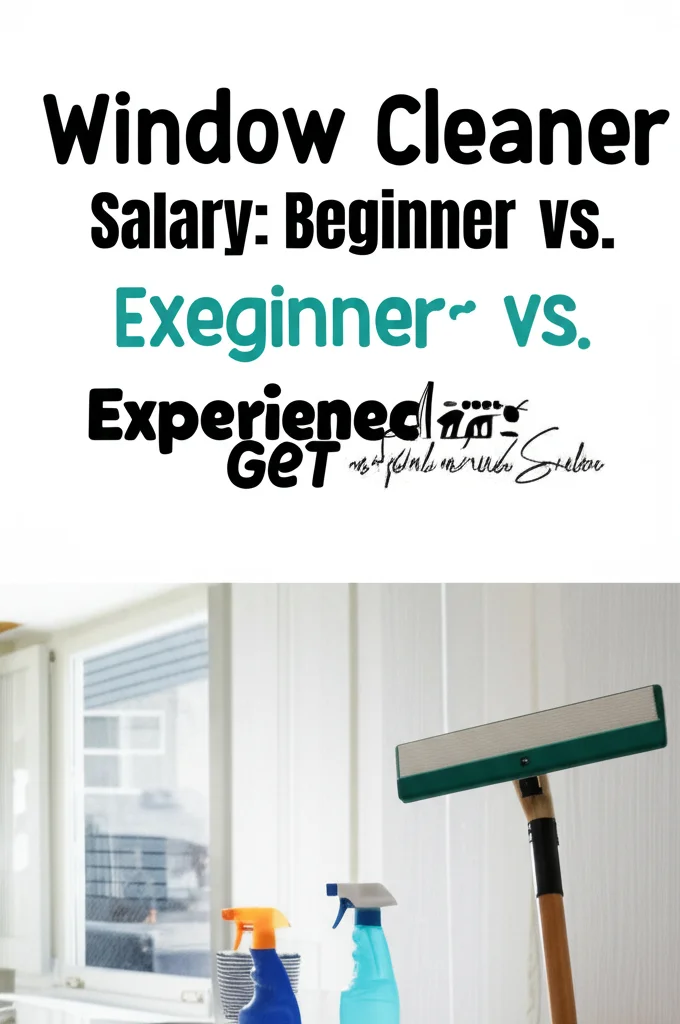 Window Cleaner
Salary: Beginner vs.
Exeginner~ vs.
Experienec
GET